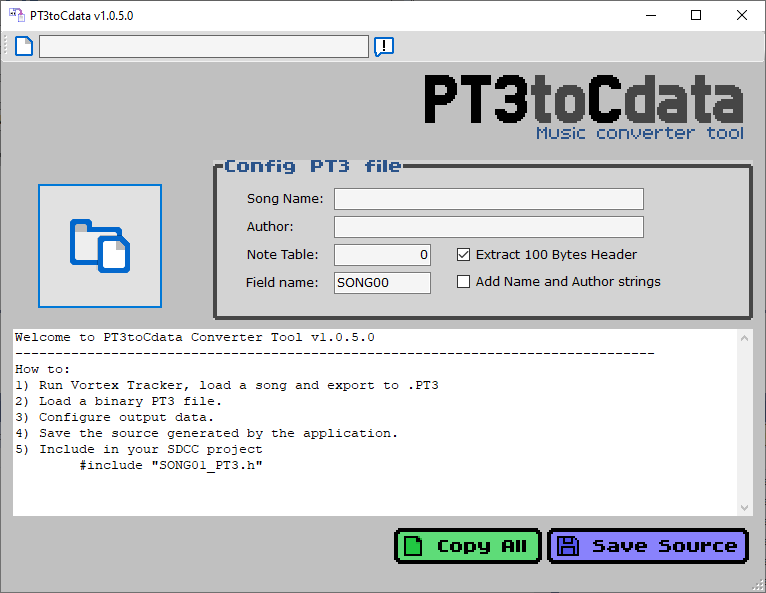 PT3toCdata v1.0.5.0
PT3toCdata
Music converter tool
Config PT3 file
Song Name:
Author:
Note Table: 0 Extract 100 Bytes Header
Field name: SONG00 Add Name and Author strings
Welcome to PT3toCdata Converter Tool v1.0.5.0
--------------------------------------------------------------------------------
How to:
1) Run Vortex Tracker, load a song and export to .PT3
2) Load a binary PT3 file.
3) Configure output data.
4) Save the source generated by the application.
5) Include in your SDCC project
#include "SONG01_PT3.h"
Copy All Save Source